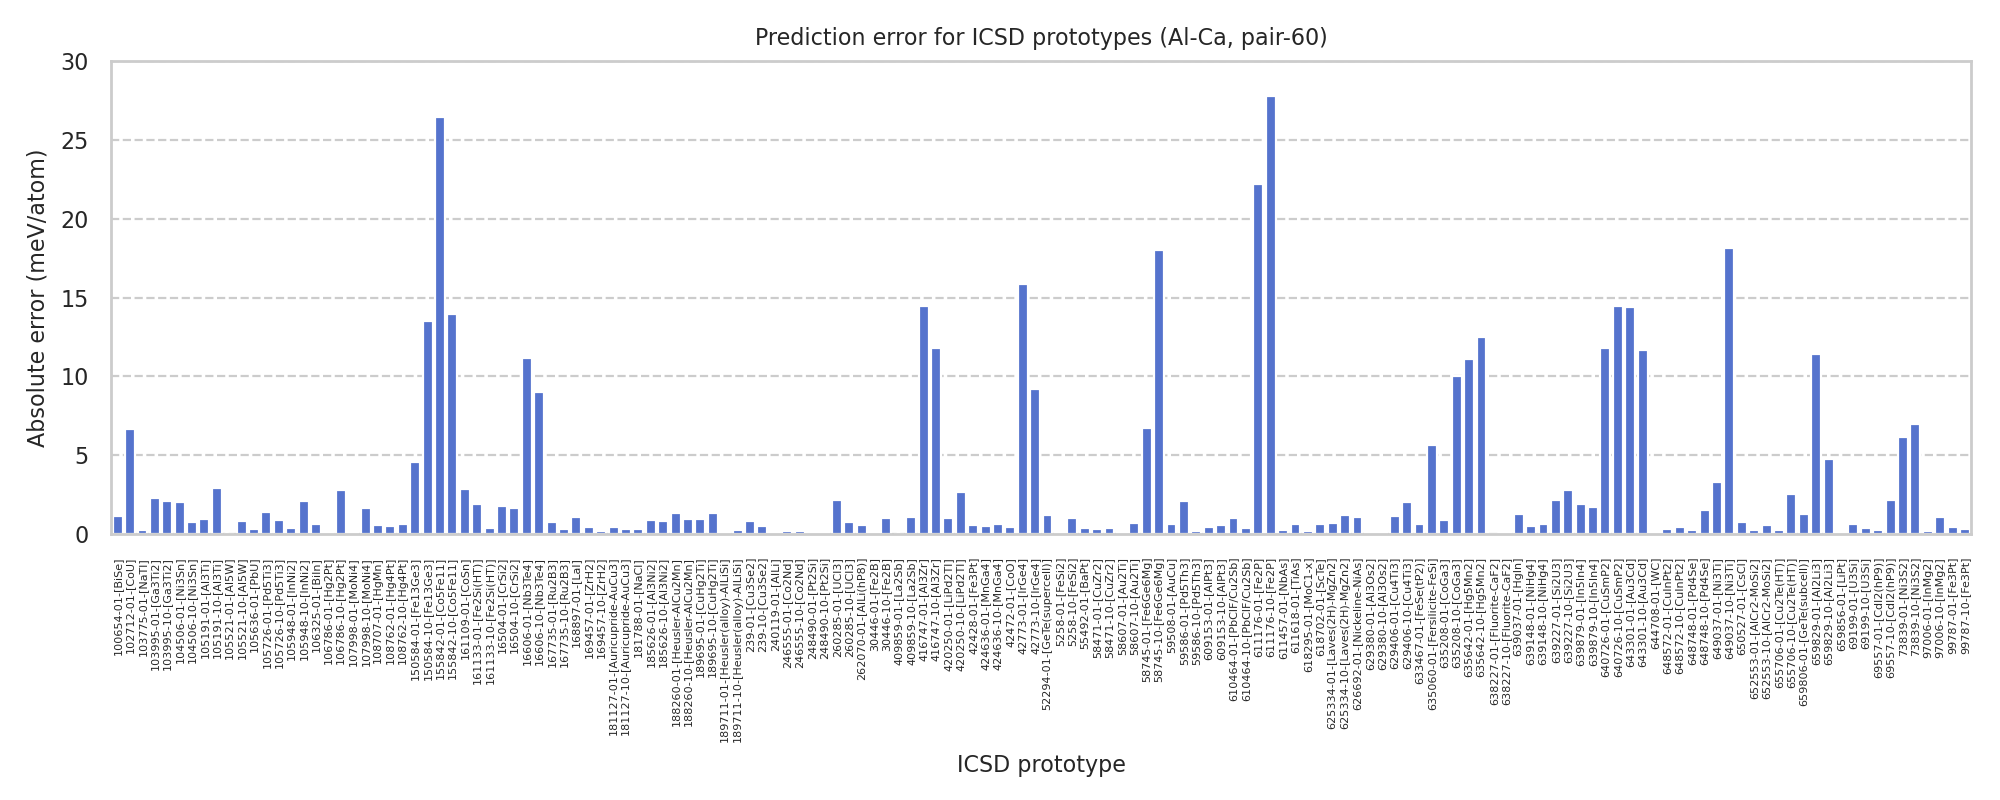 Prediction error for ICSD prototypes (Al-Ca, pair-60)
Absolute error (meV/atom)
30
25
20
15
10
5
0
100654-01-[BiSe]
102712-01-[CoU]
103775-01-[NaTl]
103995-01-[Ga3Ti2]
103995-10-[Ga3Ti2]
104506-01-[Ni3Sn]
104506-10-[Ni3Sn]
105191-01-[Al3Ti]
105191-10-[Al3Ti]
105521-01-[Al5W]
105521-10-[Al5W]
105636-01-[PbU]
105726-01-[Pd5Ti3]
105726-10-[Pd5Ti3]
105948-01-[InNi2]
105948-10-[InNi2]
106325-01-[BiIn]
106786-01-[Hg2Pt]
106786-10-[Hg2Pt]
107998-01-[MoNi4]
107998-10-[MoNi4]
108707-01-[HgMn]
108762-01-[Hg4Pt]
108762-10-[Hg4Pt]
150584-01-[Fe13Ge3]
150584-10-[Fe13Ge3]
155842-01-[Co5Fe11]
155842-10-[Co5Fe11]
161109-01-[CoSn]
161133-01-[Fe2Si(HT)]
161133-10-[Fe2Si(HT)]
16504-01-[CrSi2]
16504-10-[CrSi2]
16606-01-[Nb3Te4]
16606-10-[Nb3Te4]
167735-01-[Ru2B3]
167735-10-[Ru2B3]
168897-01-[LaI]
169457-01-[ZrH2]
169457-10-[ZrH2]
181127-01-[Auricupride-AuCu3]
181127-10-[Auricupride-AuCu3]
181788-01-[NaCl]
185626-01-[Al3Ni2]
185626-10-[Al3Ni2]
188260-01-[Heusler-AlCu2Mn]
188260-10-[Heusler-AlCu2Mn]
189695-01-[CuHg2Ti]
189695-10-[CuHg2Ti]
189711-01-[Heusler(alloy)-AlLiSi]
189711-10-[Heusler(alloy)-AlLiSi]
239-01-[Cu3Se2]
239-10-[Cu3Se2]
240119-01-[AlLi]
246555-01-[Co2Nd]
246555-10-[Co2Nd]
248490-01-[Pt2Si]
248490-10-[Pt2Si]
260285-01-[UCl3]
260285-10-[UCl3]
262070-01-[AlLi(hP8)]
30446-01-[Fe2B]
30446-10-[Fe2B]
409859-01-[La2Sb]
409859-10-[La2Sb]
416747-01-[Al3Zr]
416747-10-[Al3Zr]
420250-01-[LiPd2Tl]
420250-10-[LiPd2Tl]
42428-01-[Fe3Pt]
424636-01-[MnGa4]
424636-10-[MnGa4]
42472-01-[CoO]
42773-01-[IrGe4]
42773-10-[IrGe4]
52294-01-[GeTe(supercell)]
5258-01-[FeSi2]
5258-10-[FeSi2]
55492-01-[BaPt]
58471-01-[CuZr2]
58471-10-[CuZr2]
58607-01-[Au2Ti]
58607-10-[Au2Ti]
58745-01-[Fe6Ge6Mg]
58745-10-[Fe6Ge6Mg]
59508-01-[AuCu]
59586-01-[Pd5Th3]
59586-10-[Pd5Th3]
609153-01-[AlPt3]
609153-10-[AlPt3]
610464-01-[PbClF/Cu2Sb]
610464-10-[PbClF/Cu2Sb]
611176-01-[Fe2P]
611176-10-[Fe2P]
611457-01-[NbAs]
611618-01-[TiAs]
618295-01-[MoC1-x]
618702-01-[ScTe]
625334-01-[Laves(2H)-MgZn2]
625334-10-[Laves(2H)-MgZn2]
626692-01-[Nickeline-NiAs]
629380-01-[Al3Os2]
629380-10-[Al3Os2]
629406-01-[Cu4Ti3]
629406-10-[Cu4Ti3]
633467-01-[FeSe(tP2)]
635060-01-[Fersilicite-FeSi]
635208-01-[CoGa3]
635208-10-[CoGa3]
635642-01-[Hg5Mn2]
635642-10-[Hg5Mn2]
638227-01-[Fluorite-CaF2]
638227-10-[Fluorite-CaF2]
639037-01-[HgIn]
639148-01-[NiHg4]
639148-10-[NiHg4]
639227-01-[Si2U3]
639227-10-[Si2U3]
639879-01-[In5In4]
639879-10-[In5In4]
640726-01-[CuSmP2]
640726-10-[CuSmP2]
643301-01-[Au3Cd]
643301-10-[Au3Cd]
644708-01-[WC]
648572-01-[CuInPt2]
648572-10-[CuInPt2]
648748-01-[Pd4Se]
648748-10-[Pd4Se]
649037-01-[Ni3Ti]
649037-10-[Ni3Ti]
650527-01-[CsCl]
652553-01-[AlCr2-MoSi2]
652553-10-[AlCr2-MoSi2]
655706-01-[Cu2Te(HT)]
655706-10-[Cu2Te(HT)]
659806-01-[GeTe(subcell)]
659829-01-[Al2Li3]
659829-10-[Al2Li3]
659856-01-[LiPt]
69199-01-[U3Si]
69199-10-[U3Si]
69557-01-[CdI2(hP9)]
69557-10-[CdI2(hP9)]
73839-01-[Ni3S2]
73839-10-[Ni3S2]
97006-01-[InMg2]
97006-10-[InMg2]
99787-01-[Fe3Pt]
99787-10-[Fe3Pt]
ICSD prototype